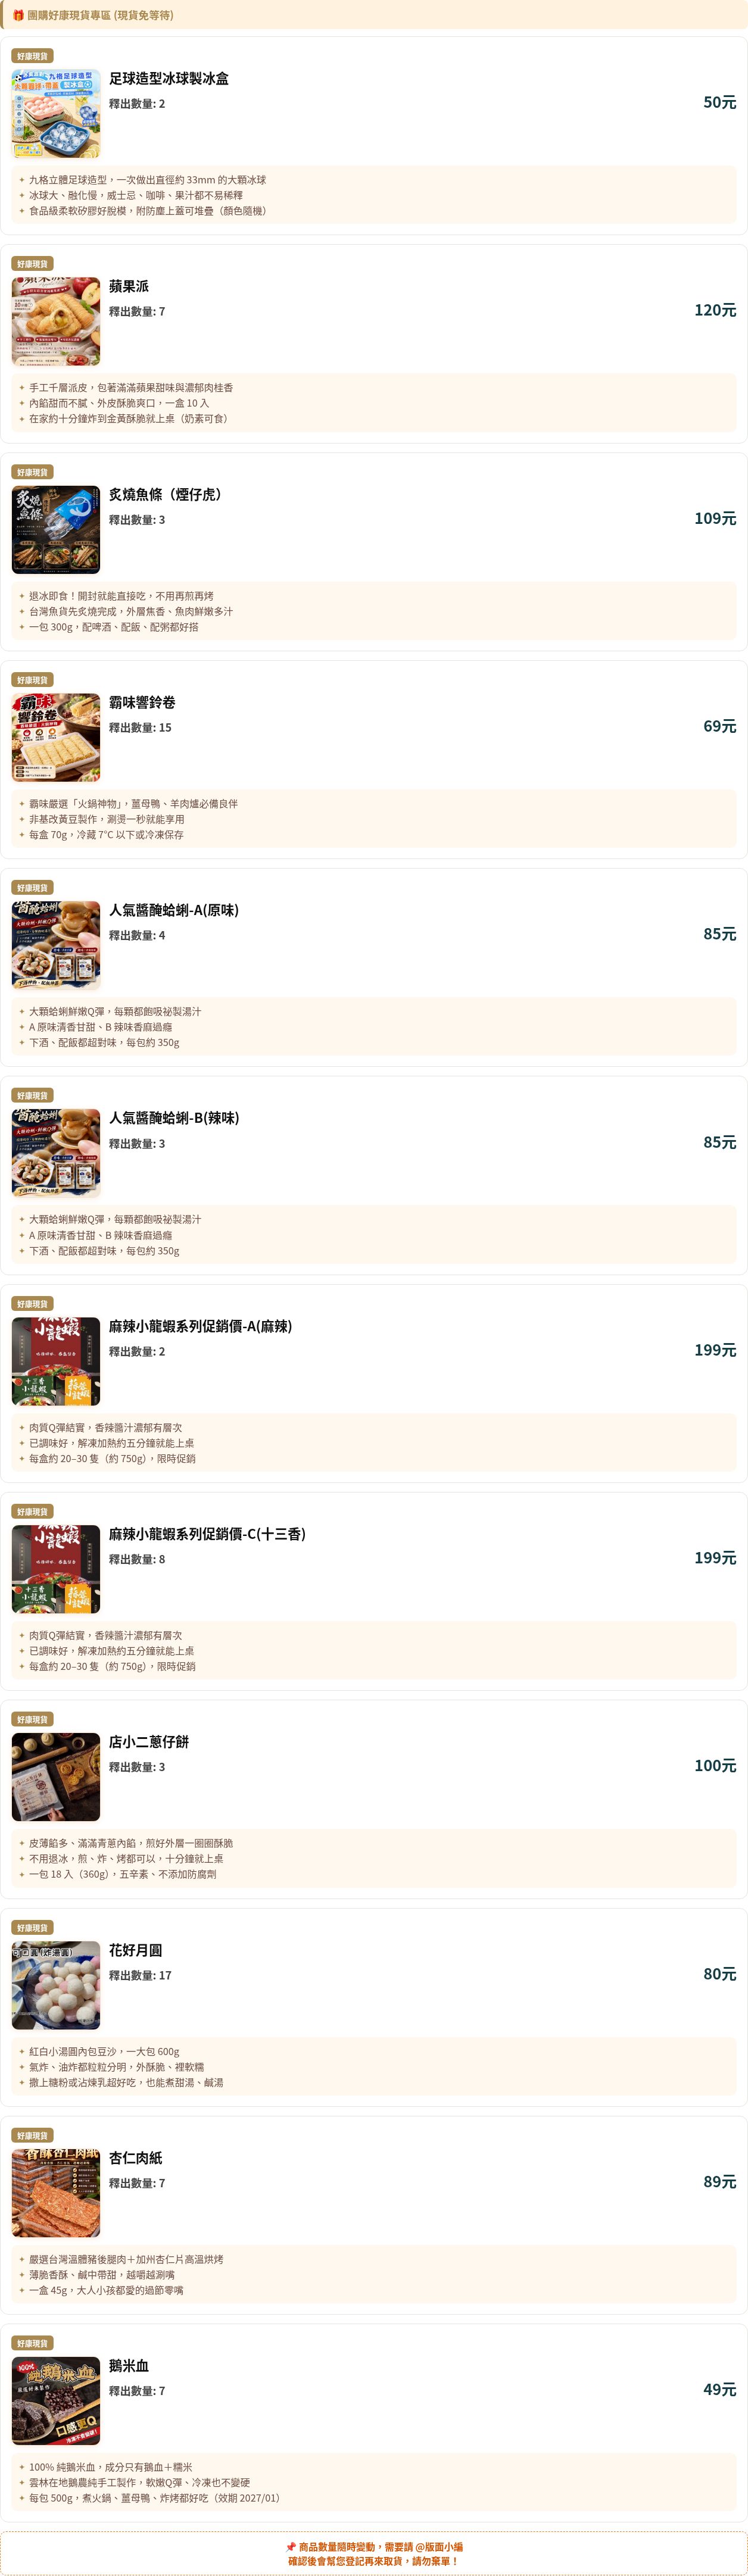 🎁 團購好康現貨專區 (現貨免等待)
好康現貨
足球造型冰球製冰盒
釋出數量: 2
50元
九格立體足球造型，一次做出直徑約 33mm 的大顆冰球
冰球大、融化慢，威士忌、咖啡、果汁都不易稀釋
食品級柔軟矽膠好脫模，附防塵上蓋可堆疊（顏色隨機）
好康現貨
蘋果派
釋出數量: 7
120元
手工千層派皮，包著滿滿蘋果甜味與濃郁肉桂香
內餡甜而不膩、外皮酥脆爽口，一盒 10 入
在家約十分鐘炸到金黃酥脆就上桌（奶素可食）
好康現貨
炙燒魚條
炙燒魚條（煙仔虎）
釋出數量: 3
109元
退冰即食！開封就能直接吃，不用再煎再烤
台灣魚貨先炙燒完成，外層焦香、魚肉鮮嫩多汁
一包 300g，配啤酒、配飯、配粥都好搭
好康現貨
霸味
響鈴卷
霸味響鈴卷
釋出數量: 15
69元
霸味嚴選「火鍋神物」，薑母鴨、羊肉爐必備良伴
非基改黃豆製作，涮燙一秒就能享用
每盒 70g，冷藏 7°C 以下或冷凍保存
好康現貨
人氣醬醃蛤蜊-A(原味)
釋出數量: 4
85元
大顆蛤蜊鮮嫩Q彈，每顆都飽吸祕製湯汁
A 原味清香甘甜、B 辣味香麻過癮
下酒、配飯都超對味，每包約 350g
好康現貨
人氣醬醃蛤蜊-B(辣味)
釋出數量: 3
85元
大顆蛤蜊鮮嫩Q彈，每顆都飽吸祕製湯汁
A 原味清香甘甜、B 辣味香麻過癮
下酒、配飯都超對味，每包約 350g
好康現貨
小龍蝦
十三香
小龍蝦
麻辣小龍蝦系列促銷價-A(麻辣)
釋出數量: 2
199元
肉質Q彈結實，香辣醬汁濃郁有層次
已調味好，解凍加熱約五分鐘就能上桌
每盒約 20–30 隻（約 750g），限時促銷
好康現貨
小龍蝦
十三香
小龍蝦
麻辣小龍蝦系列促銷價-C(十三香)
釋出數量: 8
199元
肉質Q彈結實，香辣醬汁濃郁有層次
已調味好，解凍加熱約五分鐘就能上桌
每盒約 20–30 隻（約 750g），限時促銷
好康現貨
店小二蔥仔餅
釋出數量: 3
100元
皮薄餡多、滿滿青蔥內餡，煎好外層一圈圈酥脆
不用退冰，煎、炸、烤都可以，十分鐘就上桌
一包 18 入（360g），五辛素、不添加防腐劑
好康現貨
花好月圓
釋出數量: 17
80元
紅白小湯圓內包豆沙，一大包 600g
氣炸、油炸都粒粒分明，外酥脆、裡軟糯
撒上糖粉或沾煉乳超好吃，也能煮甜湯、鹹湯
好康現貨
香酥杏仁肉紙
杏仁肉紙
釋出數量: 7
89元
嚴選台灣溫體豬後腿肉＋加州杏仁片高溫烘烤
薄脆香酥、鹹中帶甜，越嚼越涮嘴
一盒 45g，大人小孩都愛的過節零嘴
好康現貨
100%
純鵝米血
口感更Q
鵝米血
釋出數量: 7
49元
100% 純鵝米血，成分只有鵝血＋糯米
雲林在地鵝農純手工製作，軟嫩Q彈、冷凍也不變硬
每包 500g，煮火鍋、薑母鴨、炸烤都好吃（效期 2027/01）
📌 商品數量隨時變動，需要請 @版面小編
確認後會幫您登記再來取貨，請勿棄單！